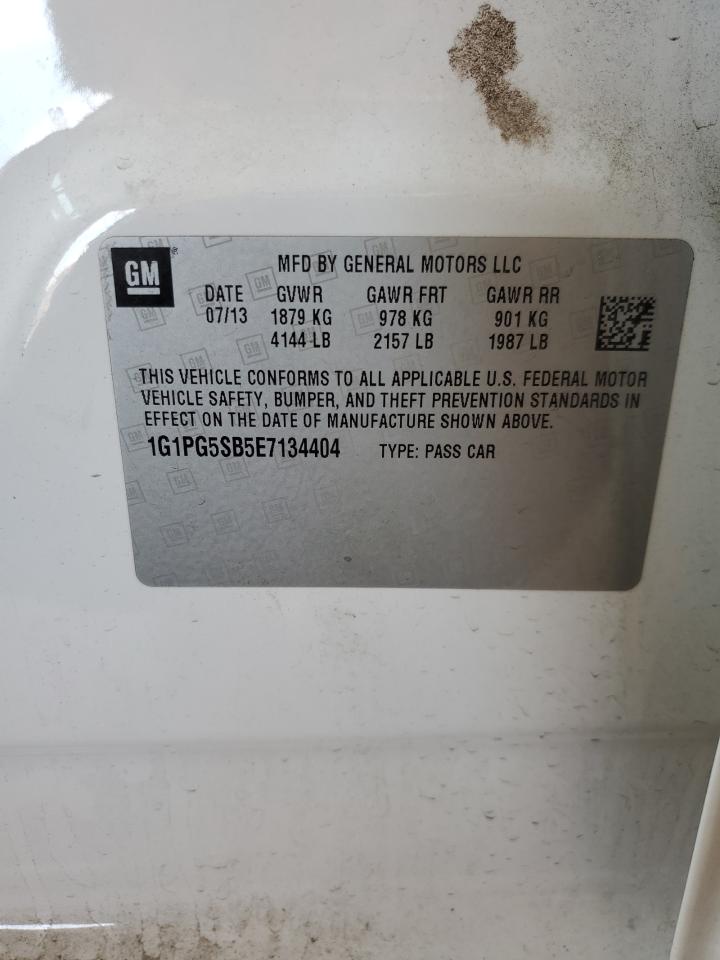 GM
MFD BY GENERAL MOTORS LLC
DATE GVWR GAWR FRT GAWR RR
07/13 1879 KG 978 KG 901 KG
4144 LB 2157 LB 1987 LB
THIS VEHICLE CONFORMS TO ALL APPLICABLE U.S. FEDERAL MOTOR
VEHICLE SAFETY, BUMPER, AND THEFT PREVENTION STANDARDS IN
EFFECT ON THE DATE OF MANUFACTURE SHOWN ABOVE.
1G1PG5SB5E7134404 TYPE: PASS CAR